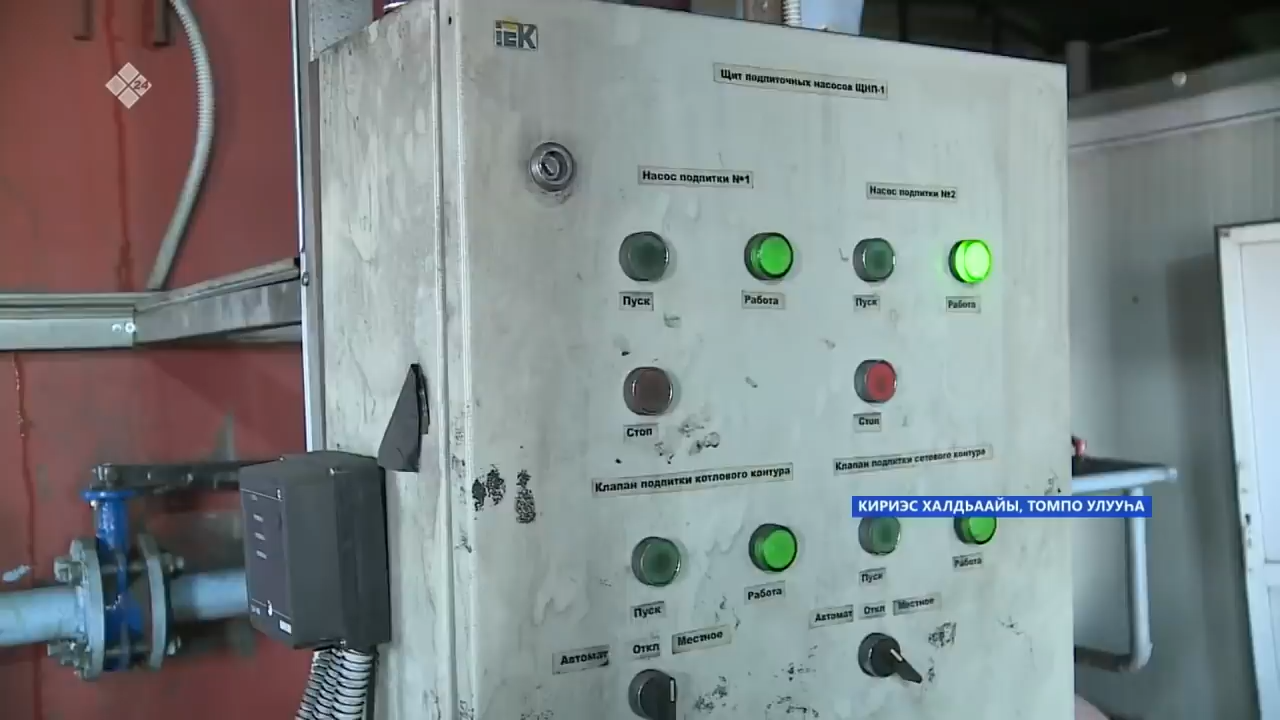 IEK
24
Щит подпиточных насосов ЩНП-1
Насос подпитки №1
Насос подпитки №2
Пуск
Работа
Пуск
Работа
Стоп
Стоп
Клапан подпитки котлового контура
Клапан подпитки сетевого контура
КИРИЭС ХАЛДЬААЙЫ, ТОМПО УЛУУҺА
Пуск
Работа
Пуск
Работа
Автомат
Откл
Местное
Автомат
Откл
Местное